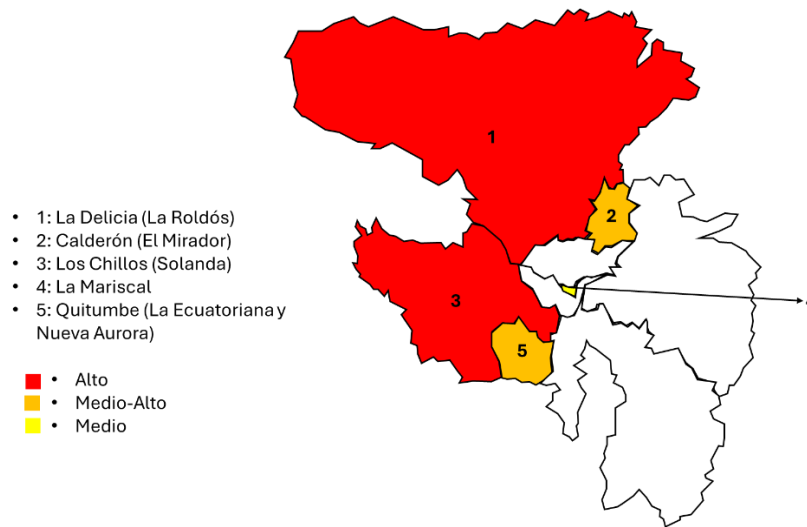 1
2
3
5
4
• 1: La Delicia (La Roldós)
• 2: Calderón (El Mirador)
• 3: Los Chillos (Solanda)
• 4: La Mariscal
• 5: Quitumbe (La Ecuatoriana y
Nueva Aurora)
• Alto
• Medio-Alto
• Medio